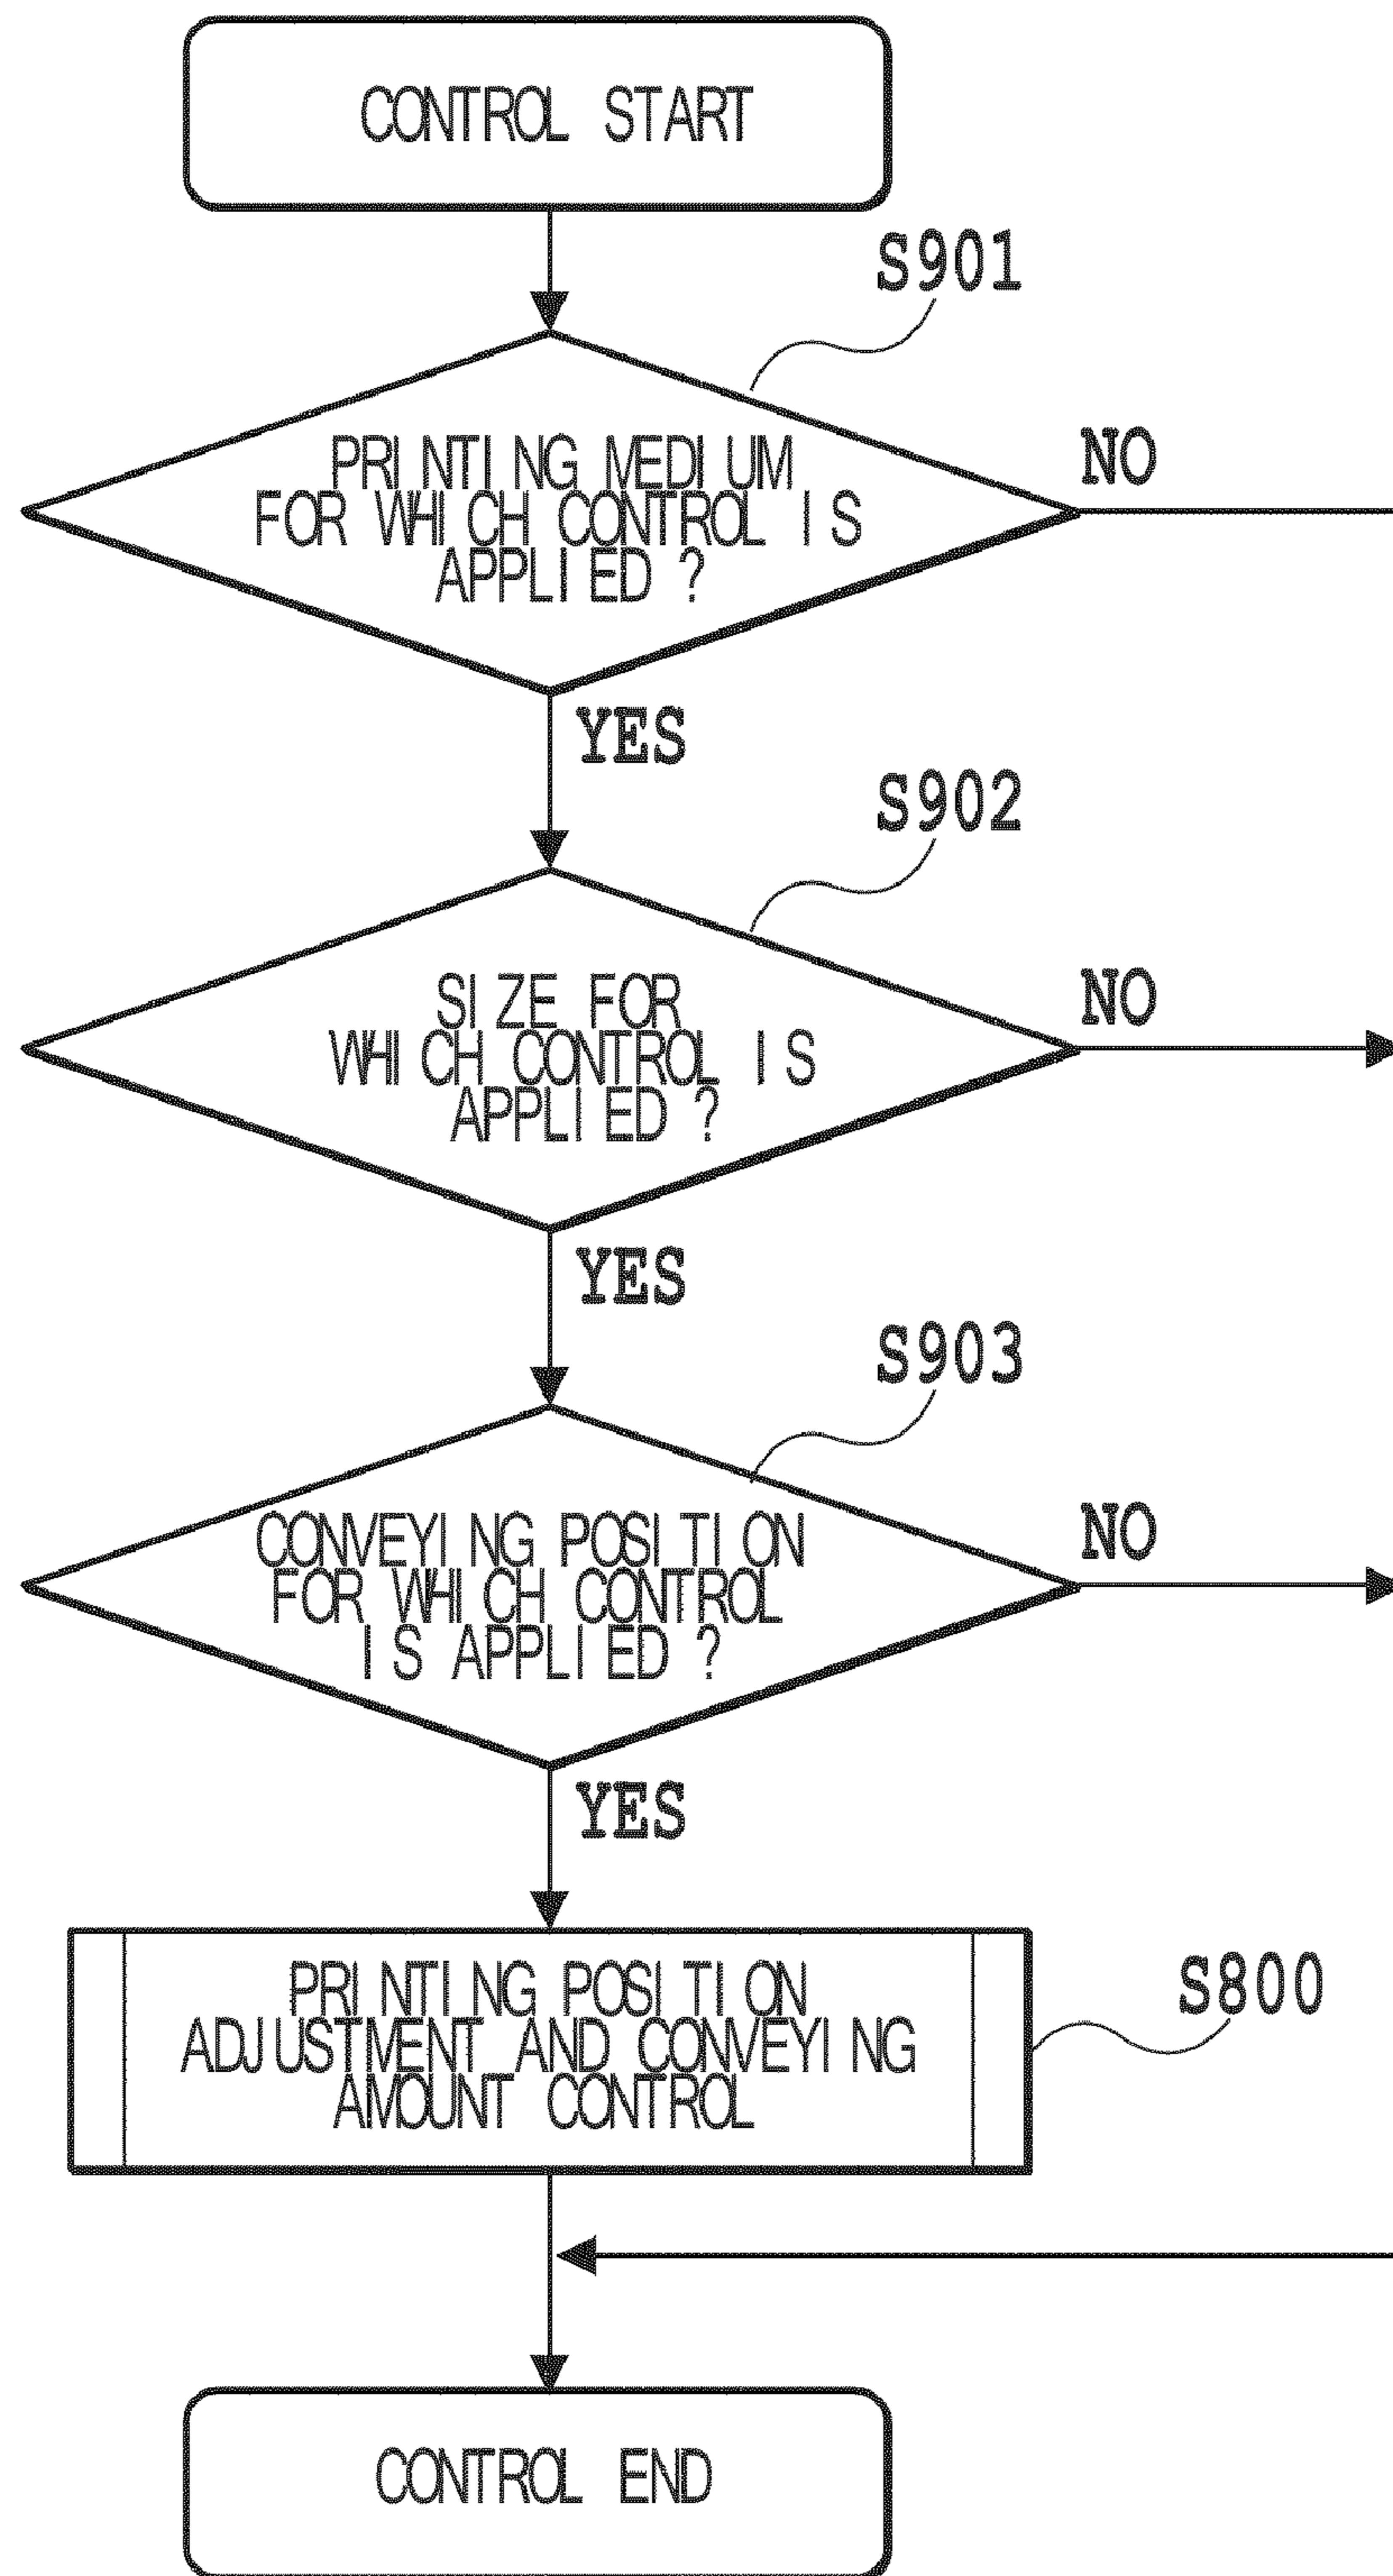 CONTROL START
S901
PRINTING MEDIUM
FOR WHICH CONTROL IS
APPLIED ?
NO
YES
S902
SIZE FOR
WHICH CONTROL IS
APPLIED ?
NO
YES
S903
CONVEYING POSITION
FOR WHICH CONTROL
IS APPLIED ?
NO
YES
PRINTING POSITION
ADJUSTMENT AND CONVEYING
AMOUNT CONTROL
S800
CONTROL END